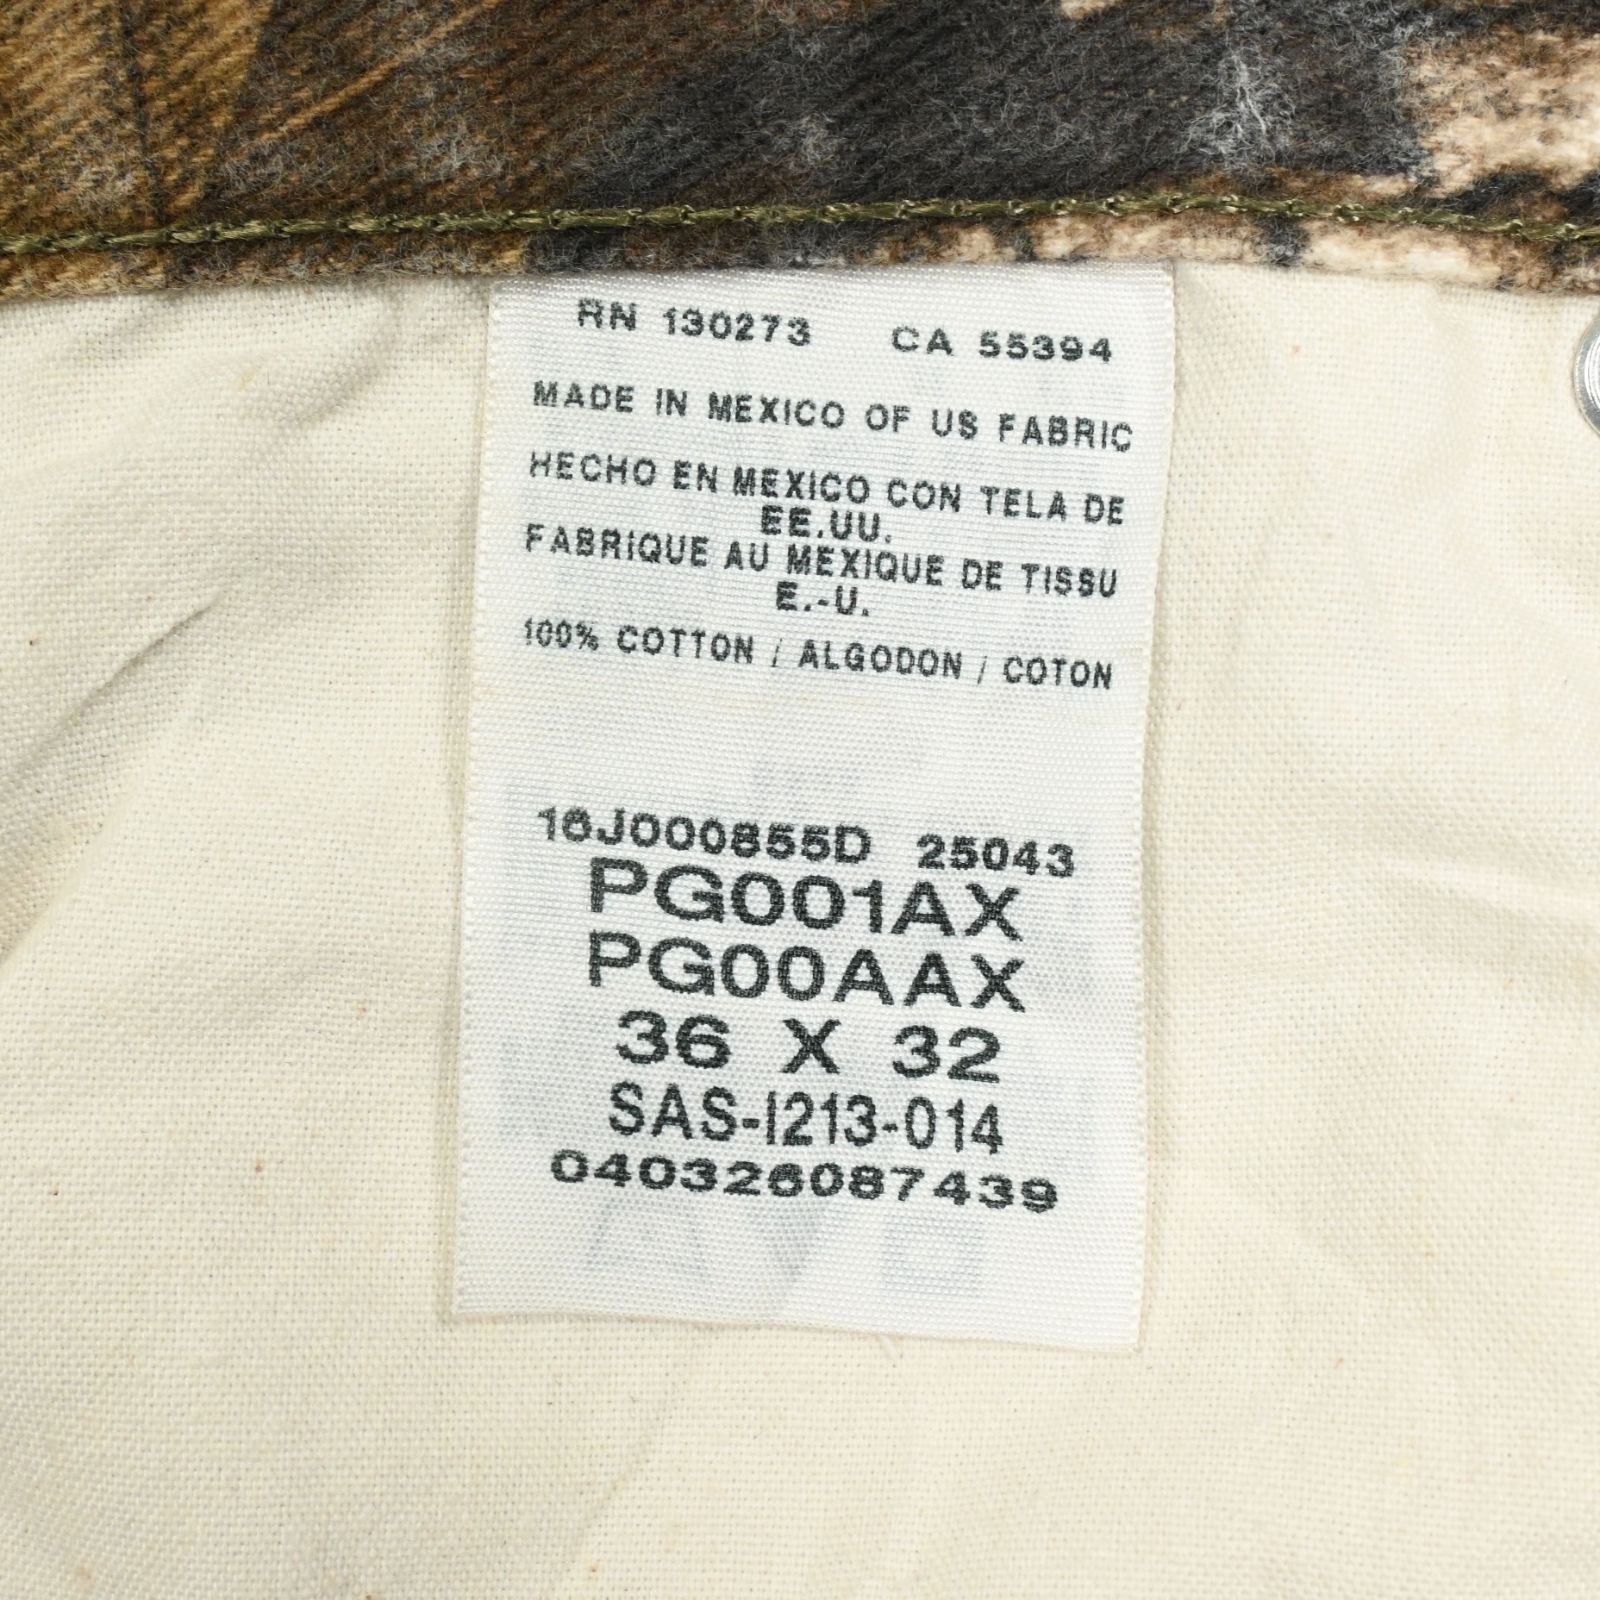 RN 130273 CA 55394
MADE IN MEXICO OF US FABRIC
HECHO EN MEXICO CON TELA DE
EE.UU.
FABRIQUE AU MEXIQUE DE TISSU
E.-U.
100% COTTON / ALGODON / COTON
16J000855D 25043
PG001AX
PG00AAX
36 X 32
SAS-I213-014
040326087439